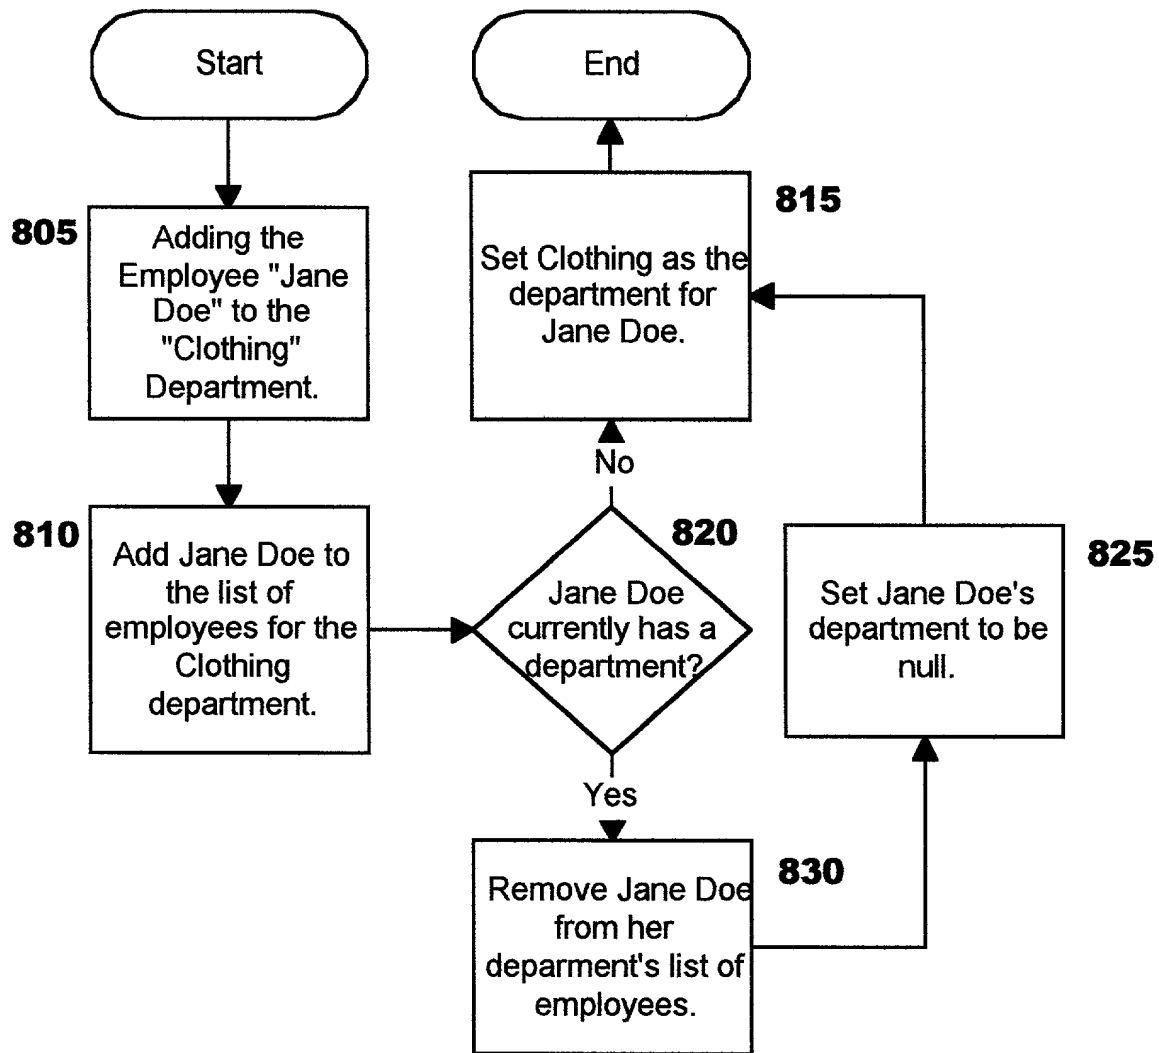 Start
805
Adding the
Employee "Jane
Doe" to the
"Clothing"
Department.
810
Add Jane Doe to
the list of
employees for the
Clothing
department.
820
Jane Doe
currently has a
department?
No
Yes
830
Remove Jane Doe
from her
deparment's list of
employees.
825
Set Jane Doe's
department to be
null.
815
Set Clothing as the
department for
Jane Doe.
End